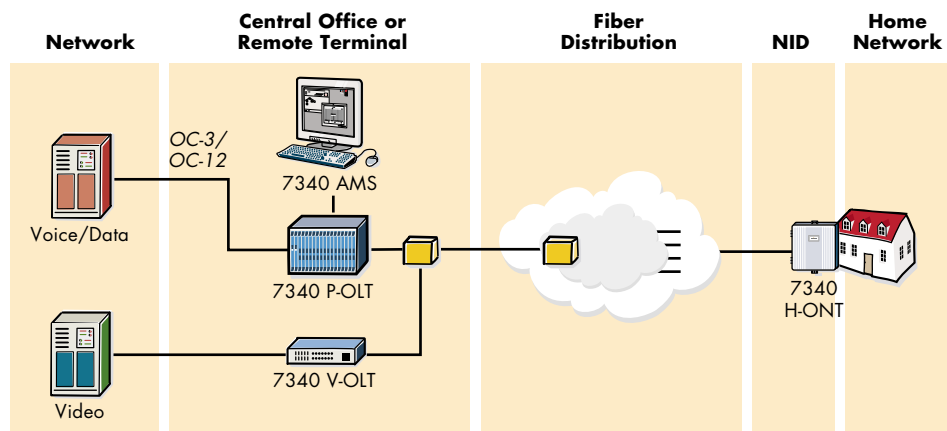 Network
Central Office or
Remote Terminal
Fiber
Distribution
NID
Home
Network
OC-3/
OC-12
7340 AMS
Voice/Data
7340 P-OLT
7340
H-ONT
7340 V-OLT
Video